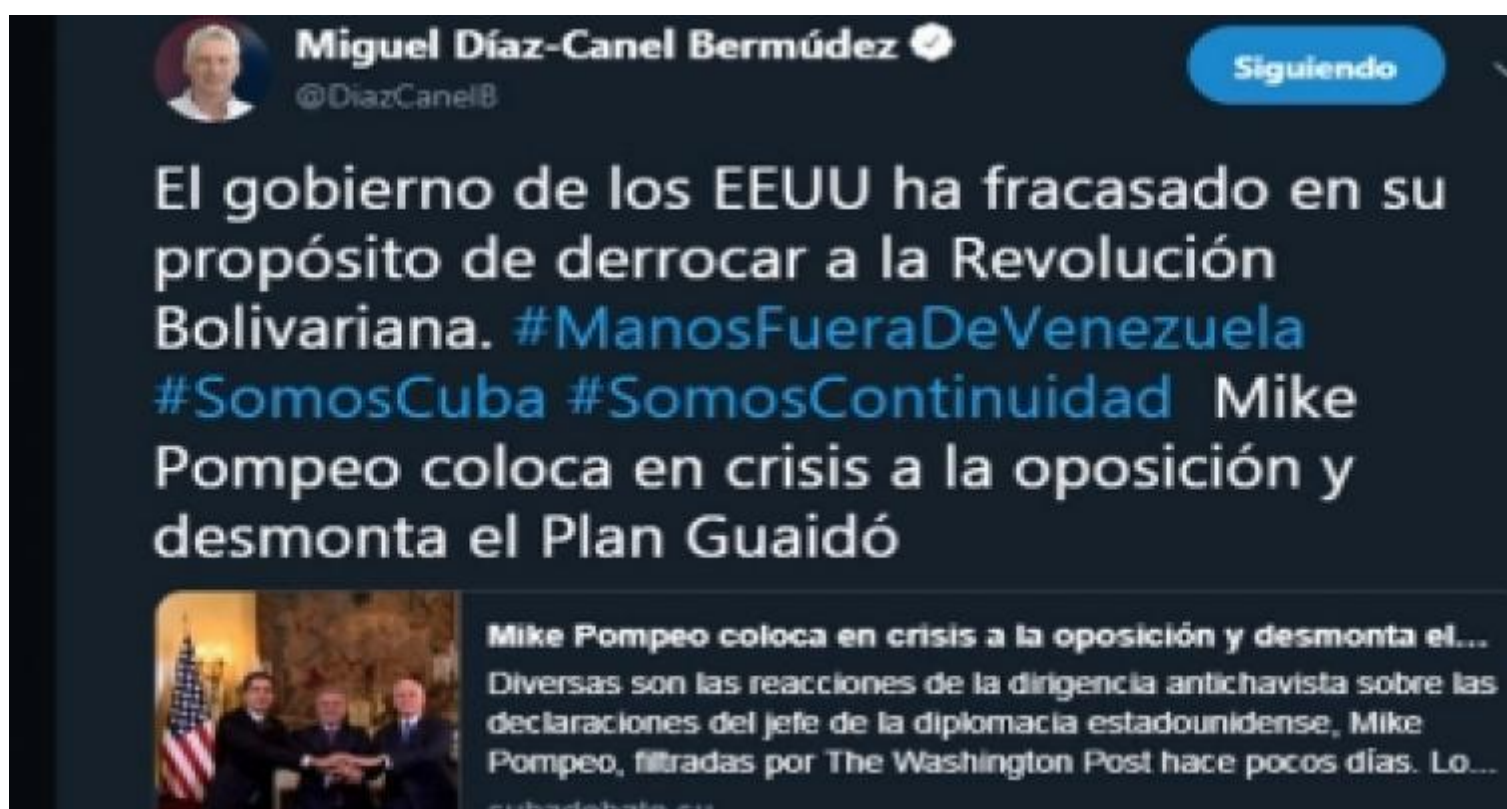 Miguel Díaz-Canel Bermúdez
@DiazCanelB
Siguiendo
El gobierno de los EEUU ha fracasado en su
propósito de derrocar a la Revolución
Bolivariana. #ManosFueraDeVenezuela
#SomosCuba #SomosContinuidad Mike
Pompeo coloca en crisis a la oposición y
desmonta el Plan Guaidó
Mike Pompeo coloca en crisis a la oposición y desmonta el...
Diversas son las reacciones de la dirigencia antichavista sobre las
declaraciones del jefe de la diplomacia estadounidense, Mike
Pompeo, filtradas por The Washington Post hace pocos días. Lo...